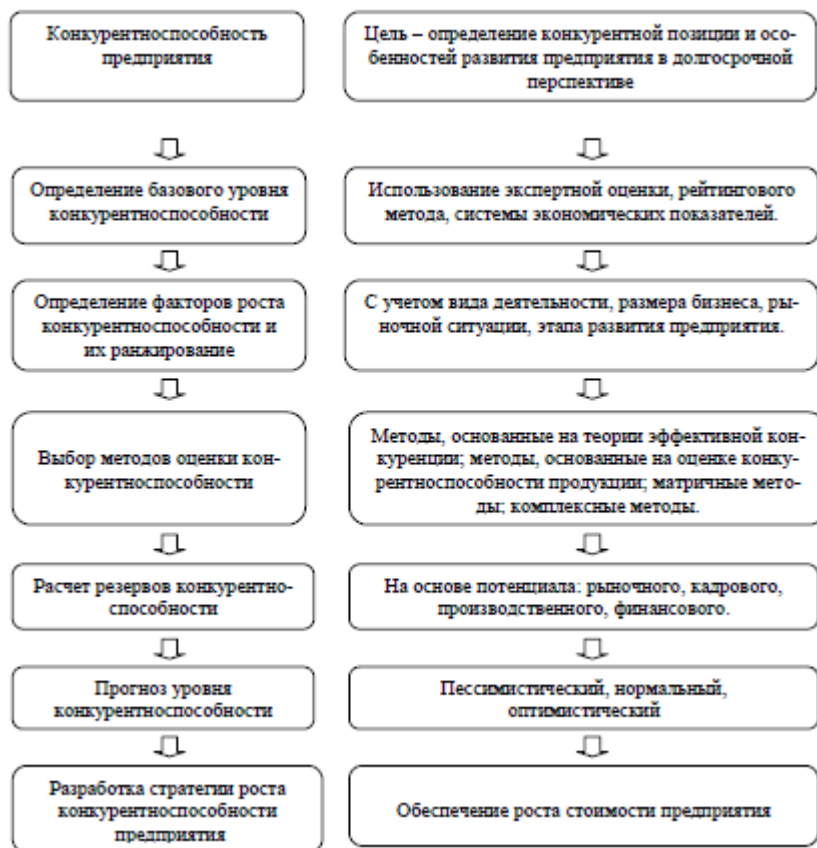 Конкурентноспособность
предприятия
Цель – определение конкурентной позиции и осо-
бенностей развития предприятия в долгосрочной
перспективе
Определение базового уровня
конкурентноспособности
Использование экспертной оценки, рейтингового
метода, системы экономических показателей.
Определение факторов роста
конкурентноспособности и
их ранжирование
С учетом вида деятельности, размера бизнеса, ры-
ночной ситуации, этапа развития предприятия.
Выбор методов оценки кон-
курентноспособности
Методы, основанные на теории эффективной кон-
куренции; методы, основанные на оценке конку-
рентноспособности продукции; матричные мето-
ды; комплексные методы.
Расчет резервов конкурентно-
способности
На основе потенциала: рыночного, кадрового,
производственного, финансового.
Прогноз уровня
конкурентноспособности
Пессимистический, нормальный,
оптимистический
Разработка стратегии роста
конкурентноспособности
предприятия
Обеспечение роста стоимости предприятия